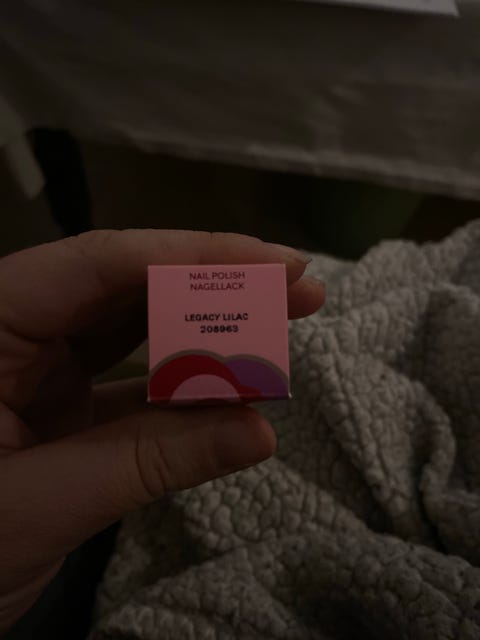 NAIL POLISH
NAGELLACK
LEGACY LILAC
208963